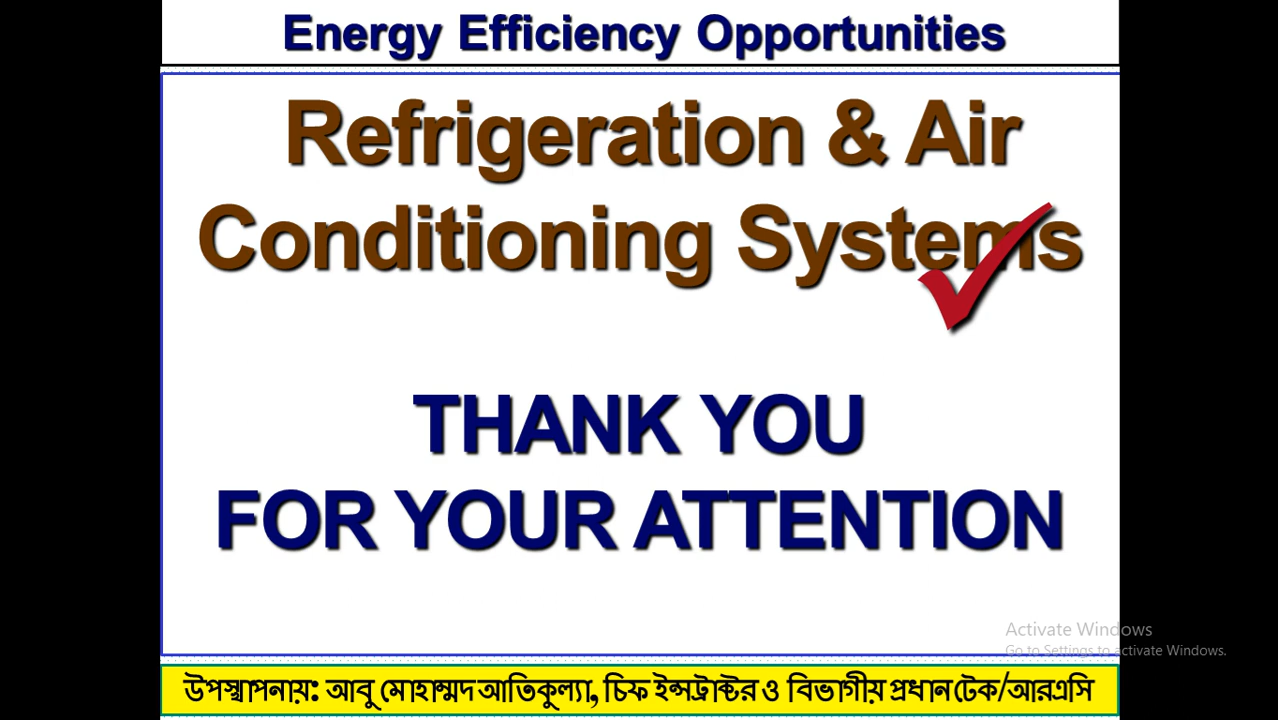 Energy Efficiency Opportunities
Refrigeration & Air
Conditioning Systems
THANK YOU
FOR YOUR ATTENTION
Activate Windows
Go to Settings to activate Windows.
উপস্থাপনায়: আবু মোহাম্মদ আতিকুল্যা, চিফ ইন্সট্রাক্টর ও বিভাগীয় প্রধান টেক/আরএসি